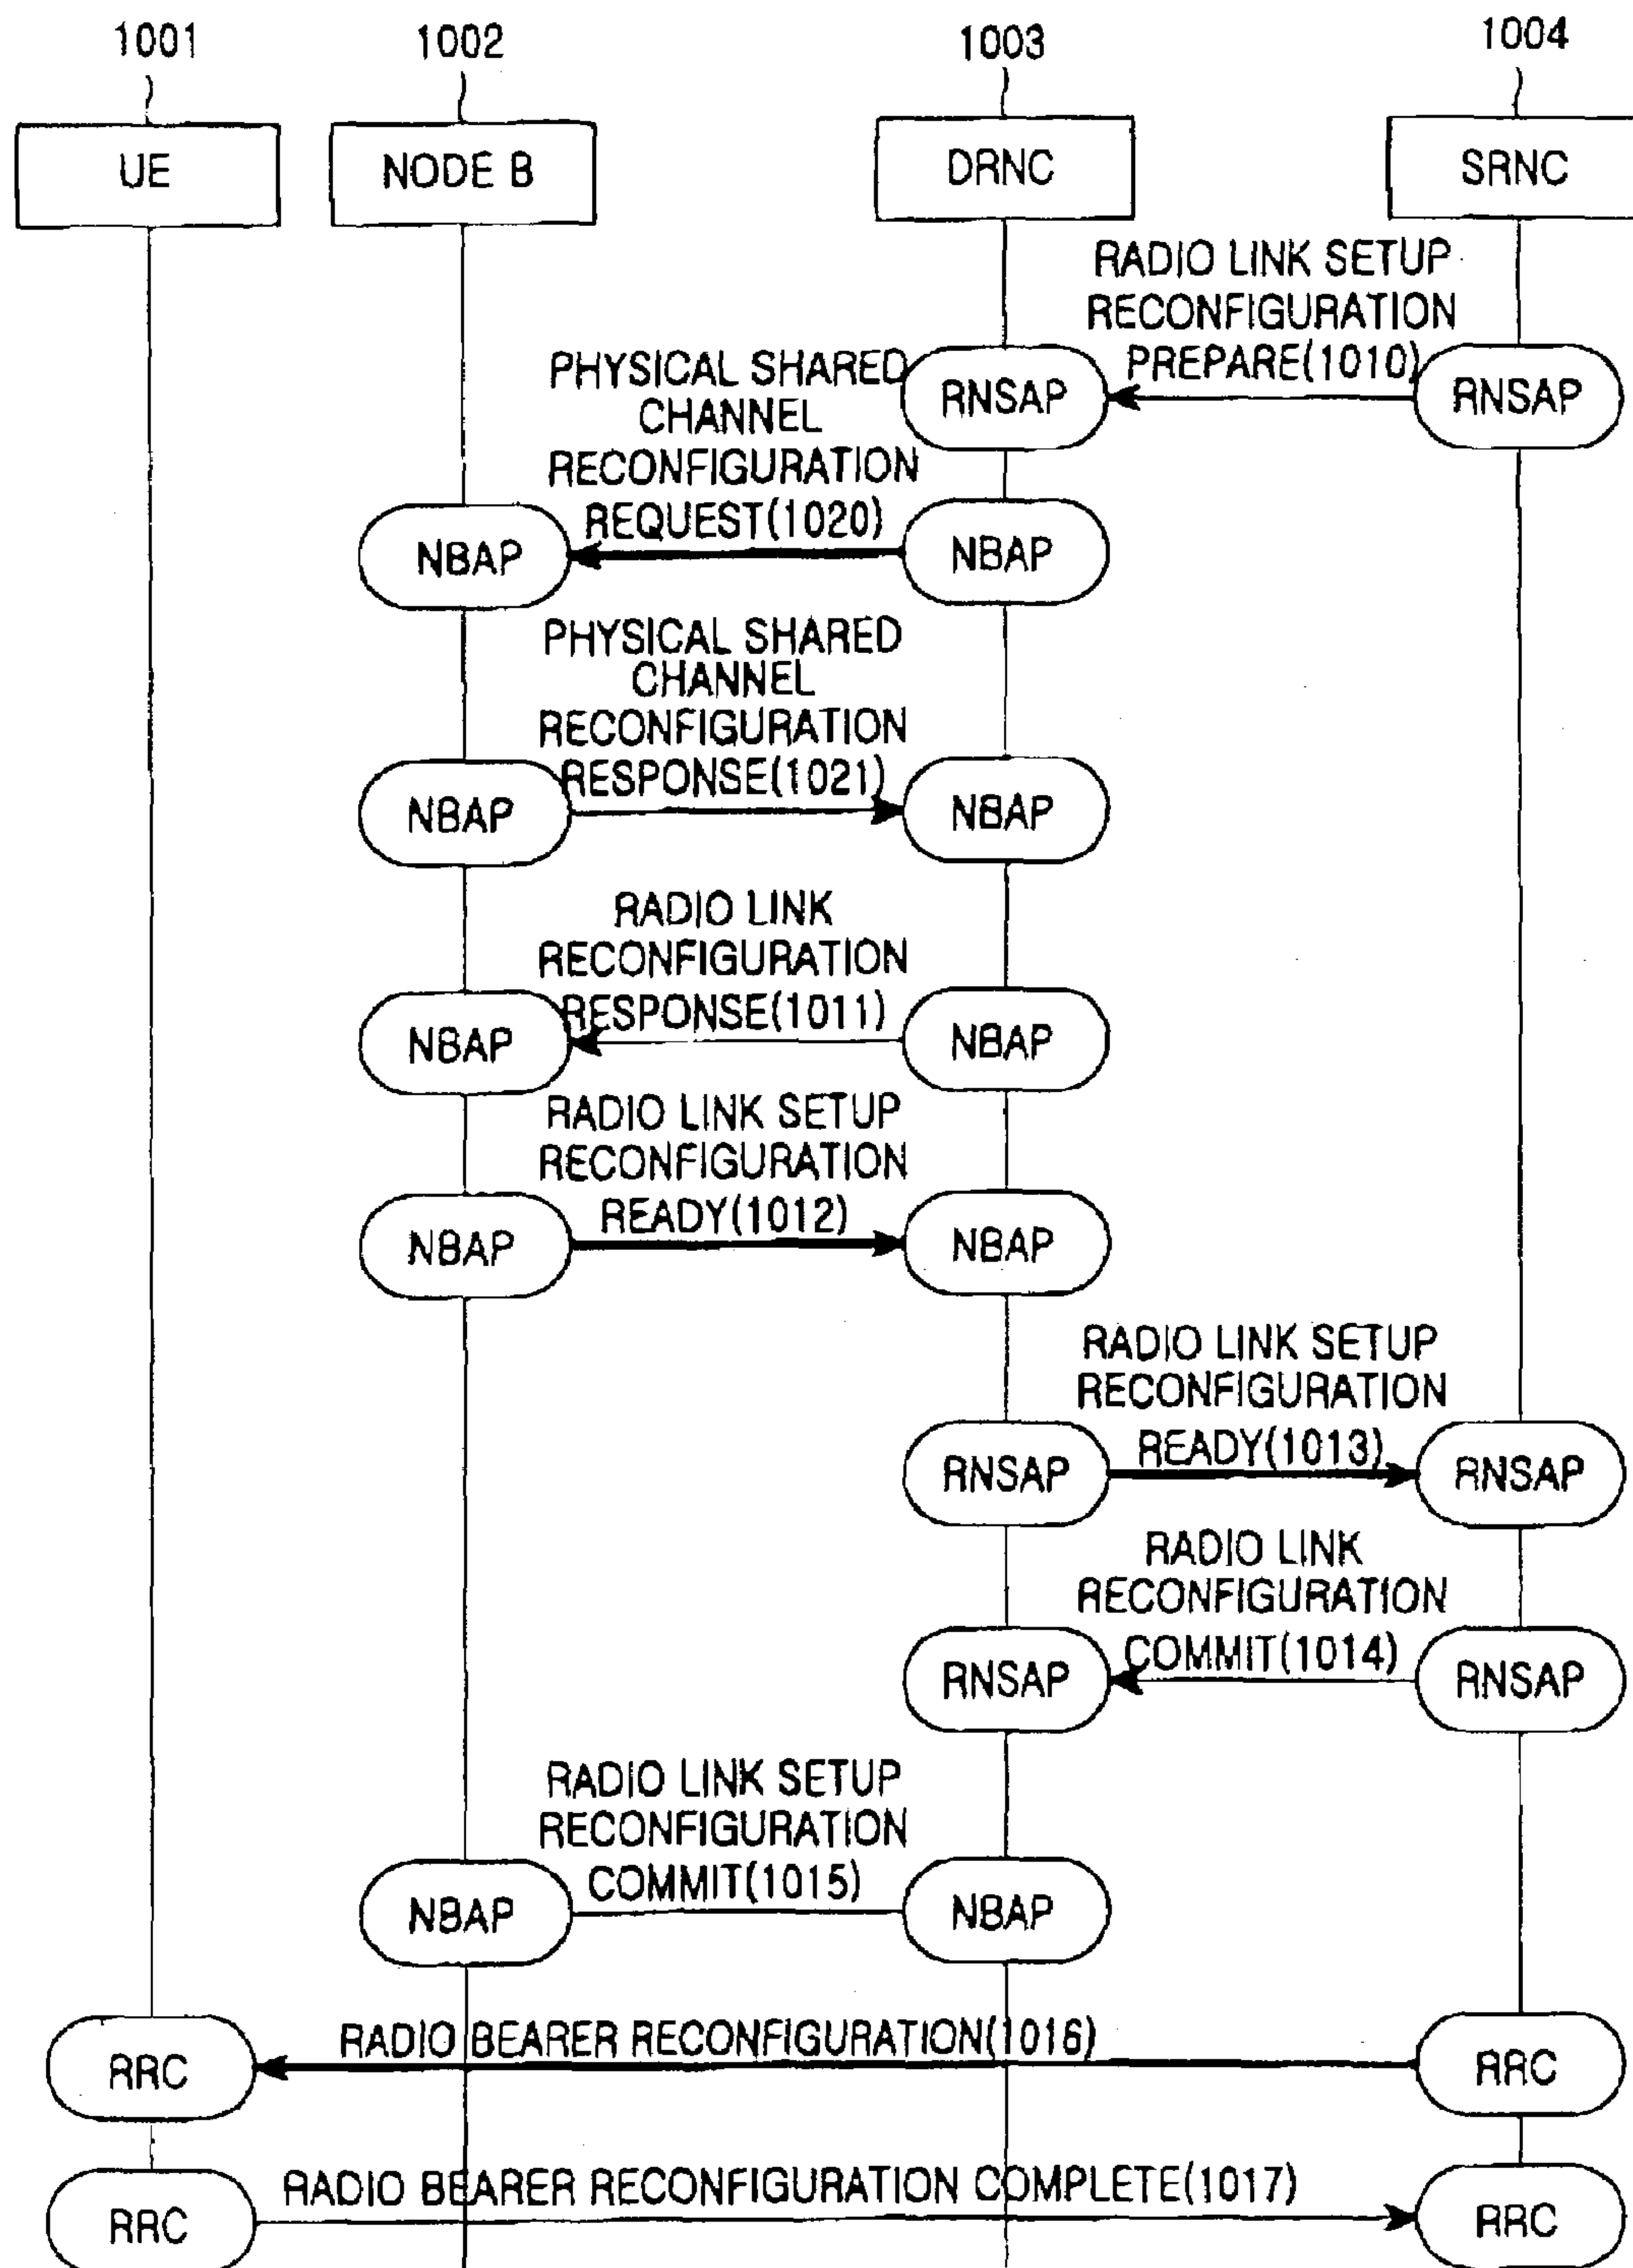 1001
1002
1003
1004
UE
NODE B
DRNC
SRNC
RADIO LINK SETUP
RECONFIGURATION
PREPARE(1010)
RNSAP
RNSAP
PHYSICAL SHARED
CHANNEL
RECONFIGURATION
REQUEST(1020)
NBAP
NBAP
PHYSICAL SHARED
CHANNEL
RECONFIGURATION
RESPONSE(1021)
NBAP
NBAP
RADIO LINK
RECONFIGURATION
RESPONSE(1011)
NBAP
NBAP
RADIO LINK SETUP
RECONFIGURATION
READY(1012)
NBAP
NBAP
RADIO LINK SETUP
RECONFIGURATION
READY(1013)
RNSAP
RNSAP
RADIO LINK
RECONFIGURATION
COMMIT(1014)
RNSAP
RNSAP
RADIO LINK SETUP
RECONFIGURATION
COMMIT(1015)
NBAP
NBAP
RADIO BEARER RECONFIGURATION(1016)
RRC
RRC
RADIO BEARER RECONFIGURATION COMPLETE(1017)
RRC
RRC